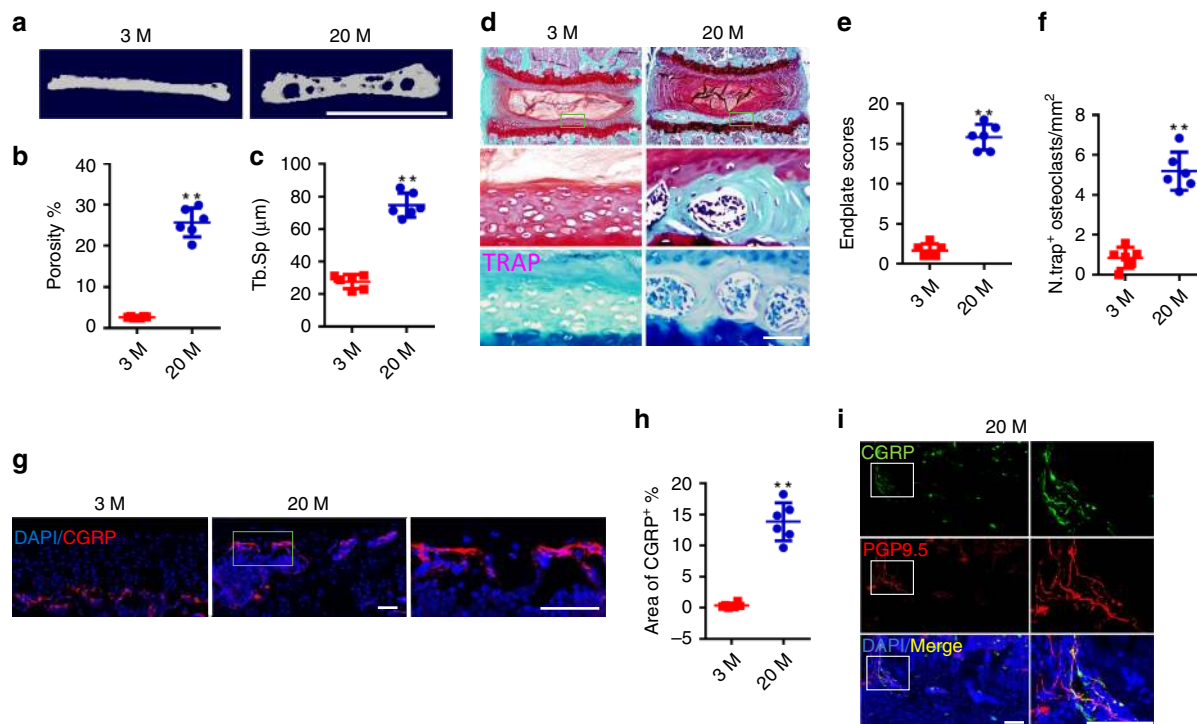 a
3 M
20 M
b
Porosity %
40
30
20
10
0
**
3 M
20 M
c
Tb.Sp (μm)
100
80
60
40
20
0
**
3 M
20 M
d
3 M
20 M
TRAP
e
Endplate scores
20
15
10
5
0
**
3 M
20 M
f
N.trap⁺ osteoclasts/mm²
8
6
4
2
0
**
3 M
20 M
g
3 M
20 M
DAPI/CGRP
h
Area of CGRP⁺ %
20
15
10
5
0
–5
**
3 M
20 M
i
20 M
CGRP
PGP9.5
DAPI/Merge